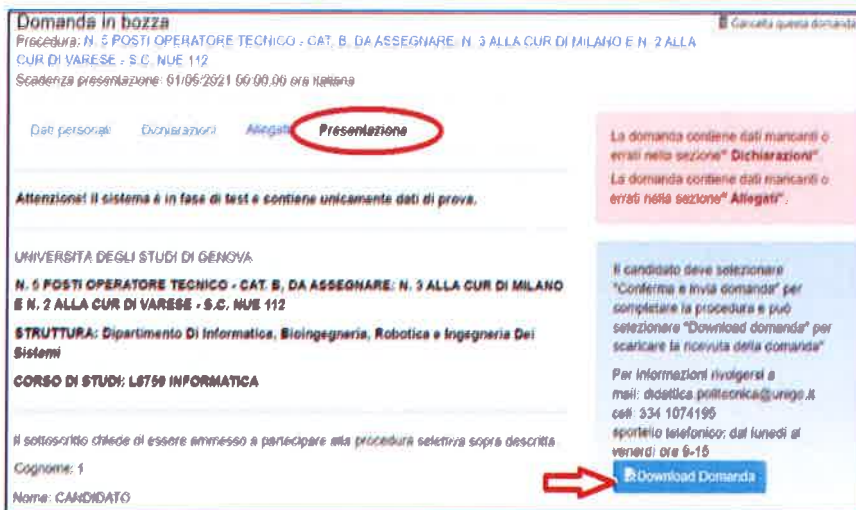 Domanda in bozza
Cancella questa domanda
Procedura: N. 5 POSTI OPERATORE TECNICO - CAT. B, DA ASSEGNARE: N. 3 ALLA CUR DI MILANO E N. 2 ALLA
CUR DI VARESE - S.C. NUE 112
Scadenza presentazione: 01/05/2021 00:00:00 ora italiana
Dati personali Dichiarazioni Allegati Presentazione
Attenzione! Il sistema è in fase di test e contiene unicamente dati di prova.
UNIVERSITÀ DEGLI STUDI DI GENOVA
N. 5 POSTI OPERATORE TECNICO - CAT. B, DA ASSEGNARE: N. 3 ALLA CUR DI MILANO
E N. 2 ALLA CUR DI VARESE - S.C. NUE 112
STRUTTURA: Dipartimento Di Informatica, Bioingegneria, Robotica e Ingegneria Dei
Sistemi
CORSO DI STUDI: L8759 INFORMATICA
Il sottoscritto chiede di essere ammesso a partecipare alla procedura selettiva sopra descritta
Cognome: 1
Nome: CANDIDATO
La domanda contiene dati mancanti o
errati nella sezione" Dichiarazioni".
La domanda contiene dati mancanti o
errati nella sezione" Allegati".
Il candidato deve selezionare
"Conferma e invia domanda" per
completare la procedura e può
selezionare "Download domanda" per
scaricare la ricevuta della domanda"
Per informazioni rivolgersi a
mail: didattica.politecnica@unige.it
cell: 334 1074195
sportello telefonico: dal lunedì al
venerdì ore 9-15
Download Domanda